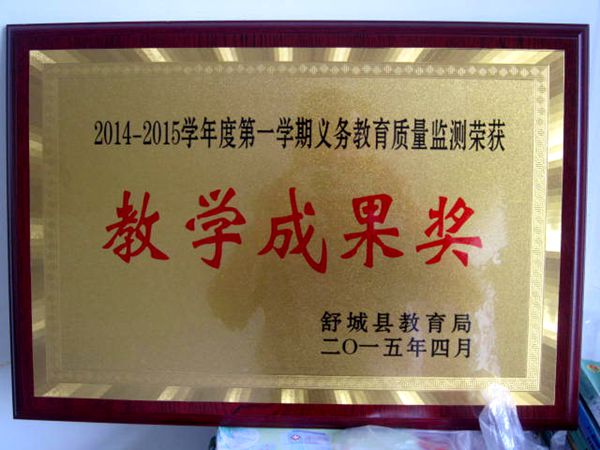 2014-2015学年度第一学期义务教育质量监测荣获
教学成果奖
舒城县教育局
二〇一五年四月